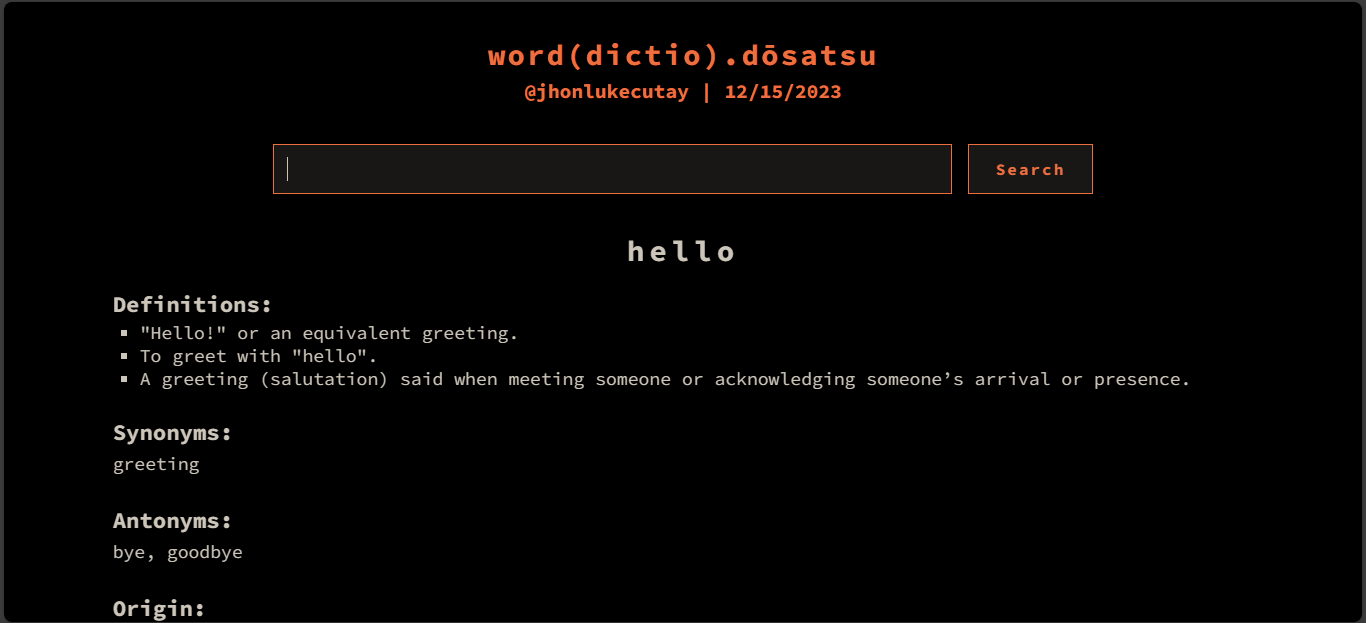 word(dictio).dōsatsu
@jhonlukecutay | 12/15/2023
Search
hello
Definitions:
"Hello!" or an equivalent greeting.
To greet with "hello".
A greeting (salutation) said when meeting someone or acknowledging someone’s arrival or presence.
Synonyms:
greeting
Antonyms:
bye, goodbye
Origin: